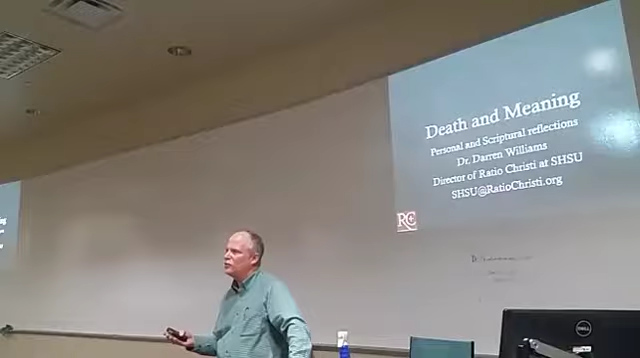 Death and Meaning
Personal and Scriptural reflections
Dr. Darren Williams
Director of Ratio Christi at SHSU
SHSU@RatioChristi.org
RC
DELL